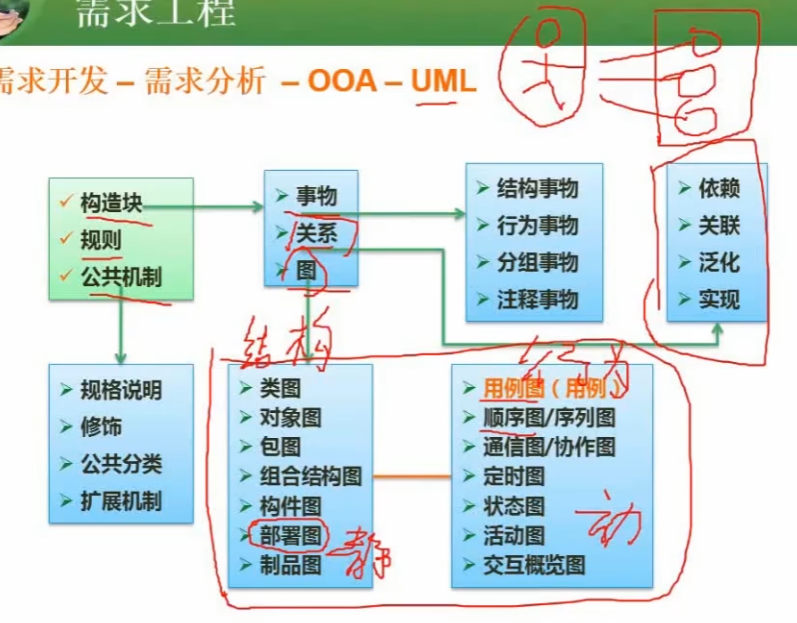 需求工程
需求开发 – 需求分析 – OOA – UML
构造块
规则
公共机制
事物
关系
图
结构事物
行为事物
分组事物
注释事物
依赖
关联
泛化
实现
规格说明
修饰
公共分类
扩展机制
结构
类图
对象图
包图
组合结构图
构件图
部署图
制品图
静
行为
用例图（用例）
顺序图/序列图
通信图/协作图
定时图
状态图
活动图
交互概览图
动